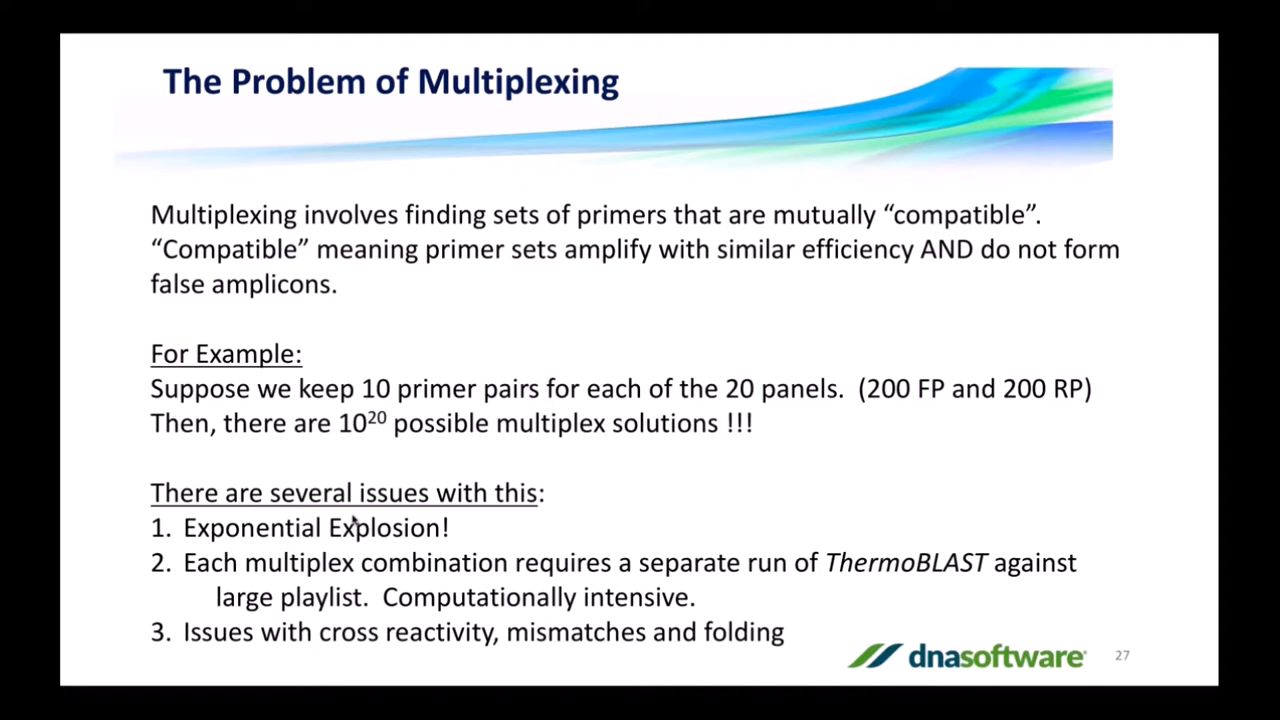 The Problem of Multiplexing
Multiplexing involves finding sets of primers that are mutually “compatible”.
“Compatible” meaning primer sets amplify with similar efficiency AND do not form
false amplicons.
For Example:
Suppose we keep 10 primer pairs for each of the 20 panels. (200 FP and 200 RP)
Then, there are 10²⁰ possible multiplex solutions !!!
There are several issues with this:
1. Exponential Explosion!
2. Each multiplex combination requires a separate run of ThermoBLAST against
large playlist. Computationally intensive.
3. Issues with cross reactivity, mismatches and folding
dnasoftware®
27